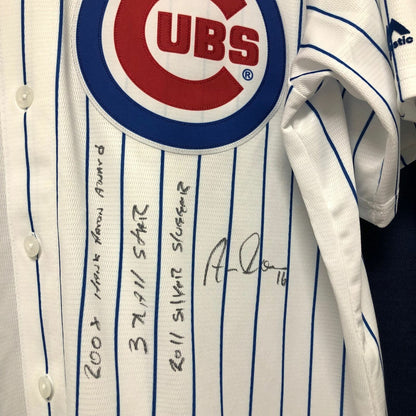 CUBS
®
2008 HANK AARON AWARD
3X All STAR
2011 SILVER SLUGGER
16